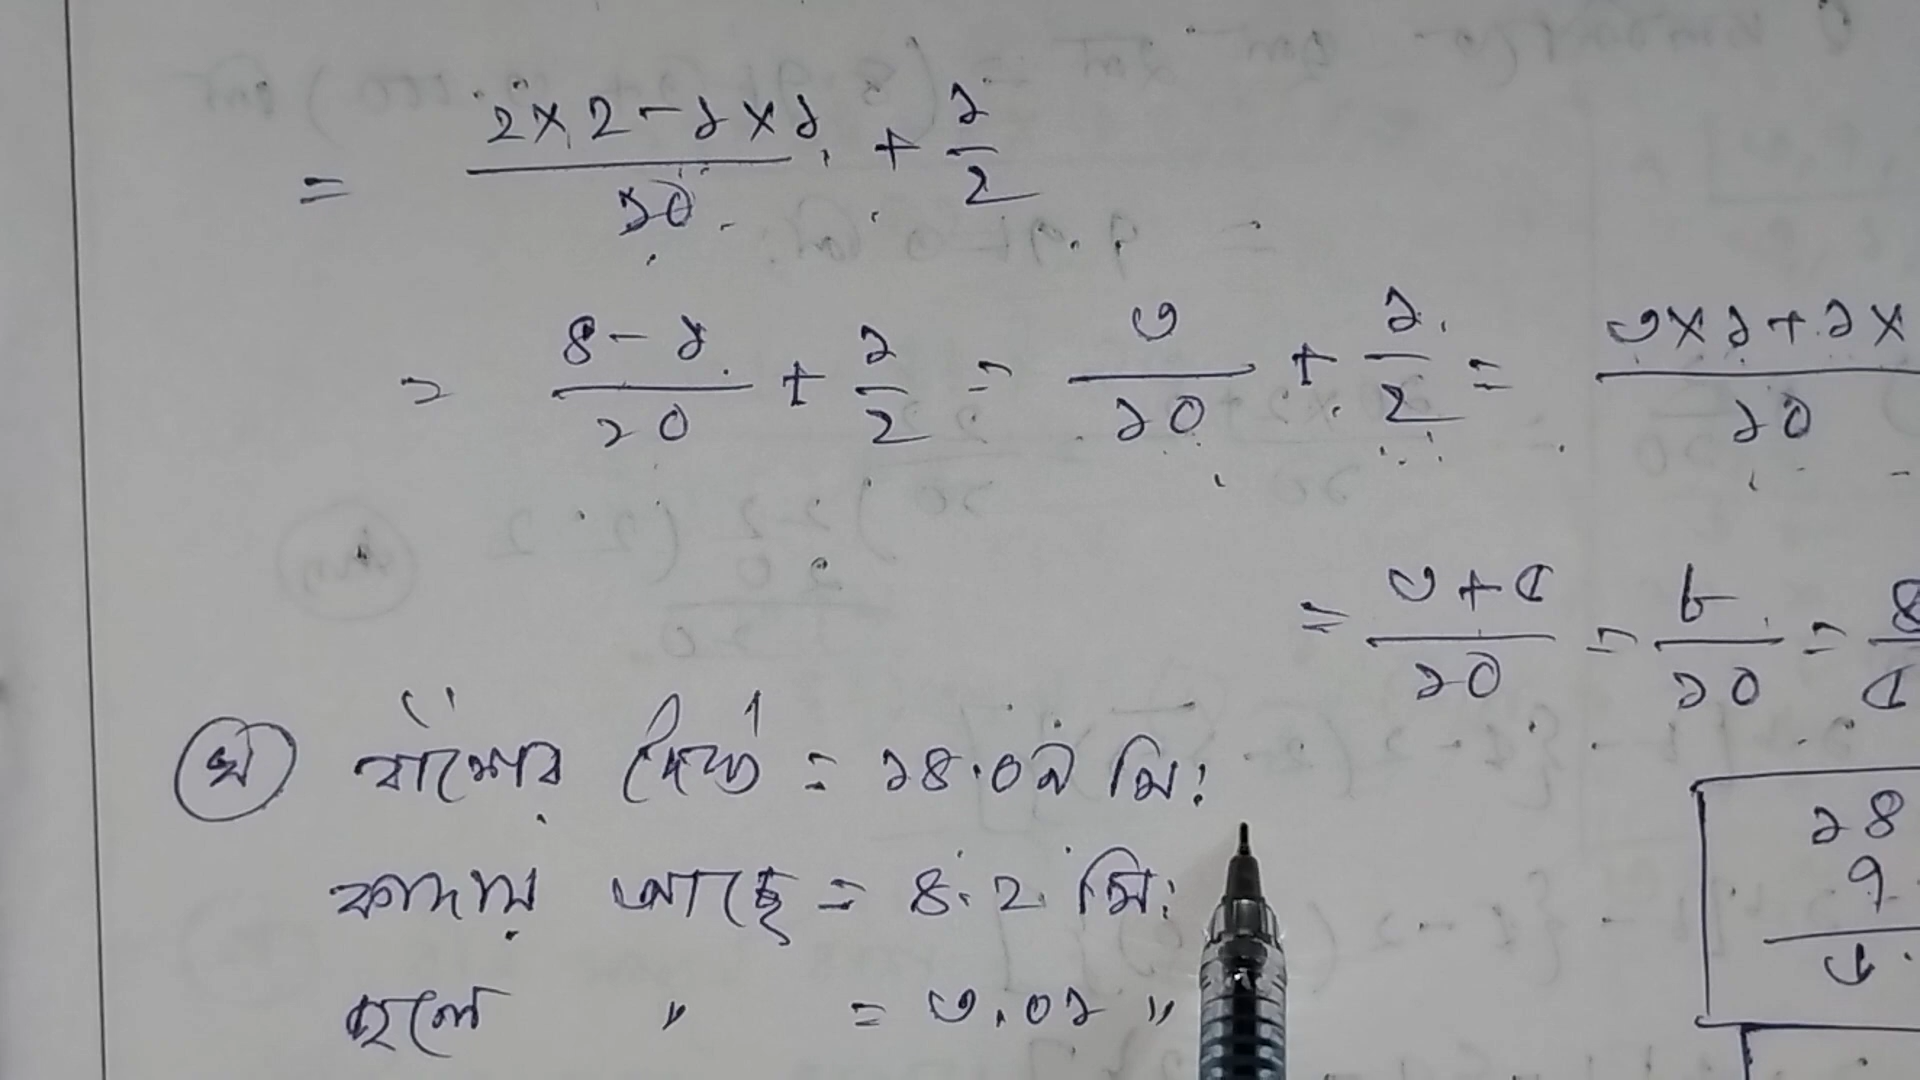 = (২×২-১×১)/১০ + ১/২
= (৪-১)/১০ + ১/২ = ৩/১০ + ১/২ = (৩×১+১×)/১০
= (৩+৫)/১০ = ৮/১০ = ৪/৫
(খ) বাঁশের দৈর্ঘ্য = ১৪.০৯ মি:
কাদায় আছে = ৪.২ মি:
জলে " = ৩.০১ "
১৪
৭
৬.